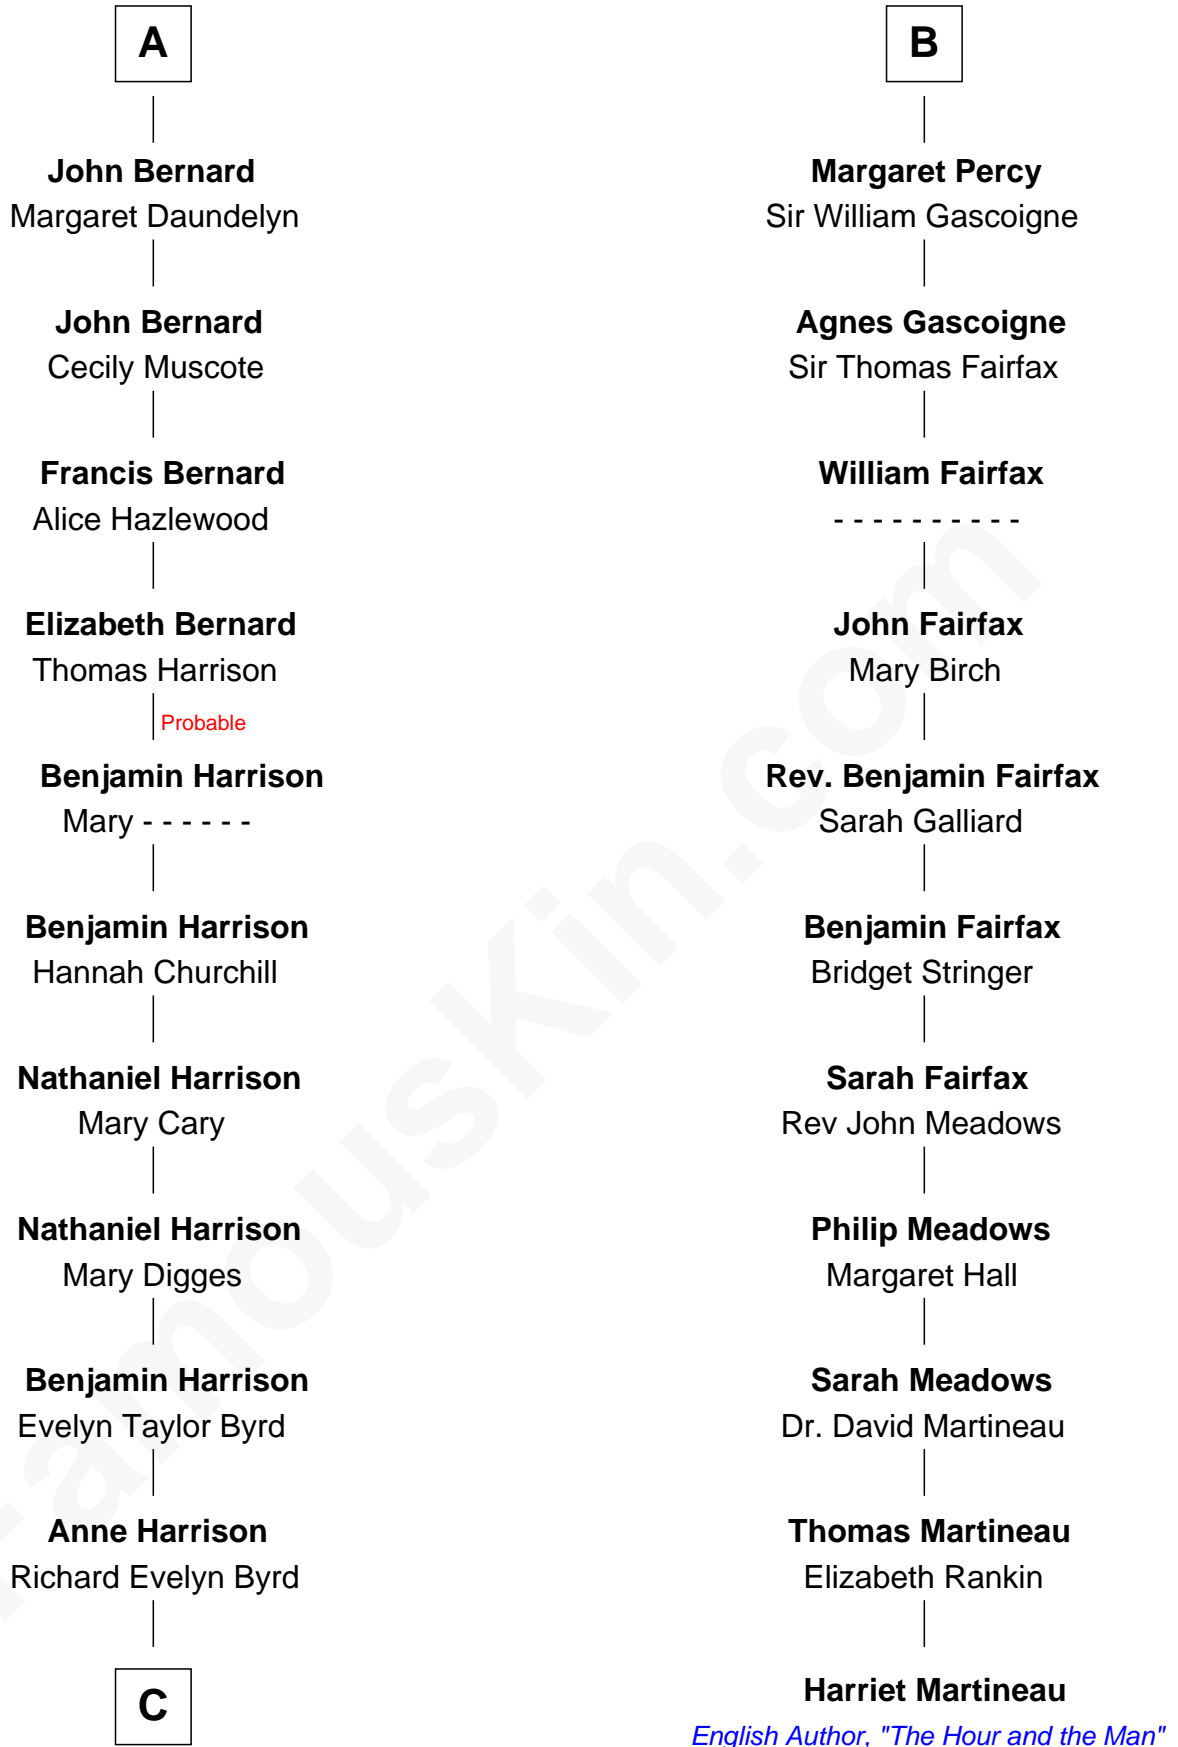 A
John Bernard
Margaret Daundelyn
John Bernard
Cecily Muscote
Francis Bernard
Alice Hazlewood
Elizabeth Bernard
Thomas Harrison
Probable
Benjamin Harrison
Mary - - - - - -
Benjamin Harrison
Hannah Churchill
Nathaniel Harrison
Mary Cary
Nathaniel Harrison
Mary Digges
Benjamin Harrison
Evelyn Taylor Byrd
Anne Harrison
Richard Evelyn Byrd
C
B
Margaret Percy
Sir William Gascoigne
Agnes Gascoigne
Sir Thomas Fairfax
William Fairfax
- - - - - - - - - -
John Fairfax
Mary Birch
Rev. Benjamin Fairfax
Sarah Galliard
Benjamin Fairfax
Bridget Stringer
Sarah Fairfax
Rev John Meadows
Philip Meadows
Margaret Hall
Sarah Meadows
Dr. David Martineau
Thomas Martineau
Elizabeth Rankin
Harriet Martineau
English Author, "The Hour and the Man"
FamousKin.com